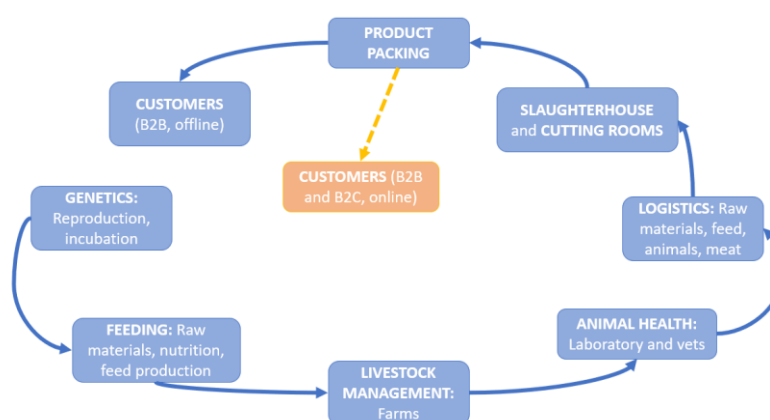 PRODUCT
PACKING
CUSTOMERS
(B2B, offline)
SLAUGHTERHOUSE
and CUTTING ROOMS
CUSTOMERS (B2B
and B2C, online)
GENETICS:
Reproduction,
incubation
LOGISTICS: Raw
materials, feed,
animals, meat
FEEDING: Raw
materials, nutrition,
feed production
ANIMAL HEALTH:
Laboratory and vets
LIVESTOCK
MANAGEMENT:
Farms